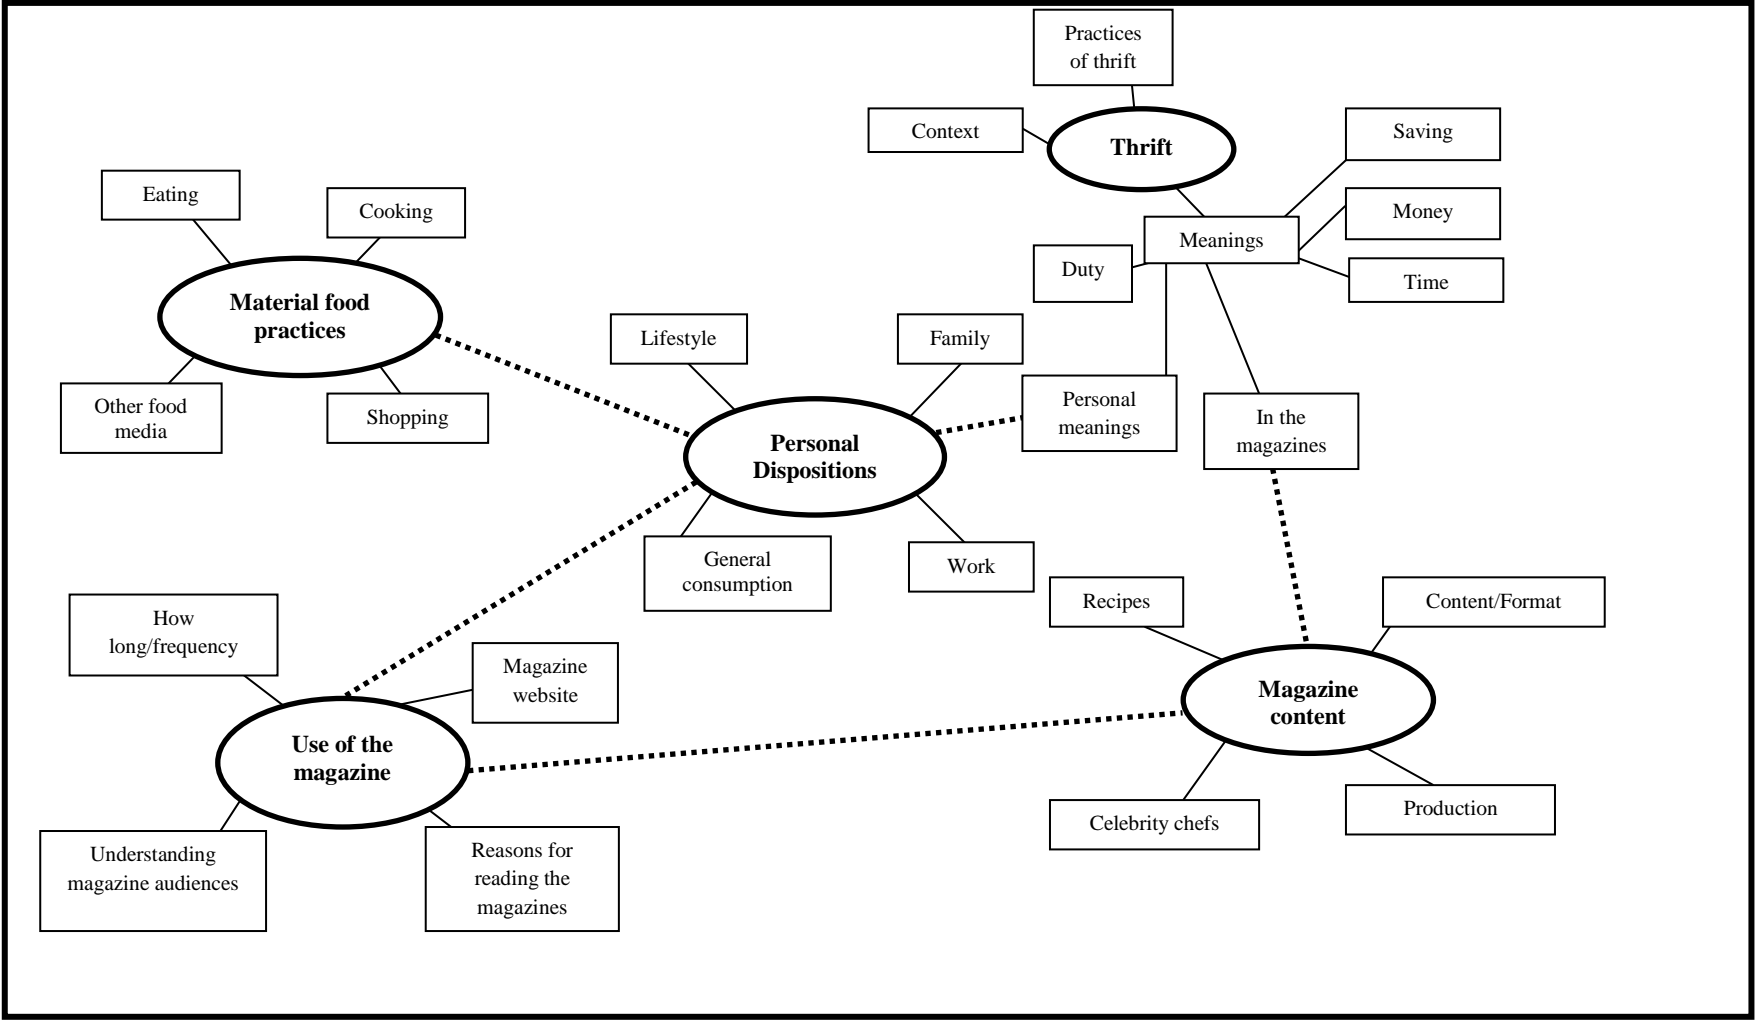 Practices
of thrift
Context
Thrift
Saving
Eating
Cooking
Money
Meanings
Duty
Time
Material food
practices
Lifestyle
Family
Other food
media
Shopping
Personal
meanings
In the
magazines
Personal
Dispositions
General
consumption
Work
Recipes
Content/Format
How
long/frequency
Magazine
website
Magazine
content
Use of the
magazine
Celebrity chefs
Production
Understanding
magazine audiences
Reasons for
reading the
magazines